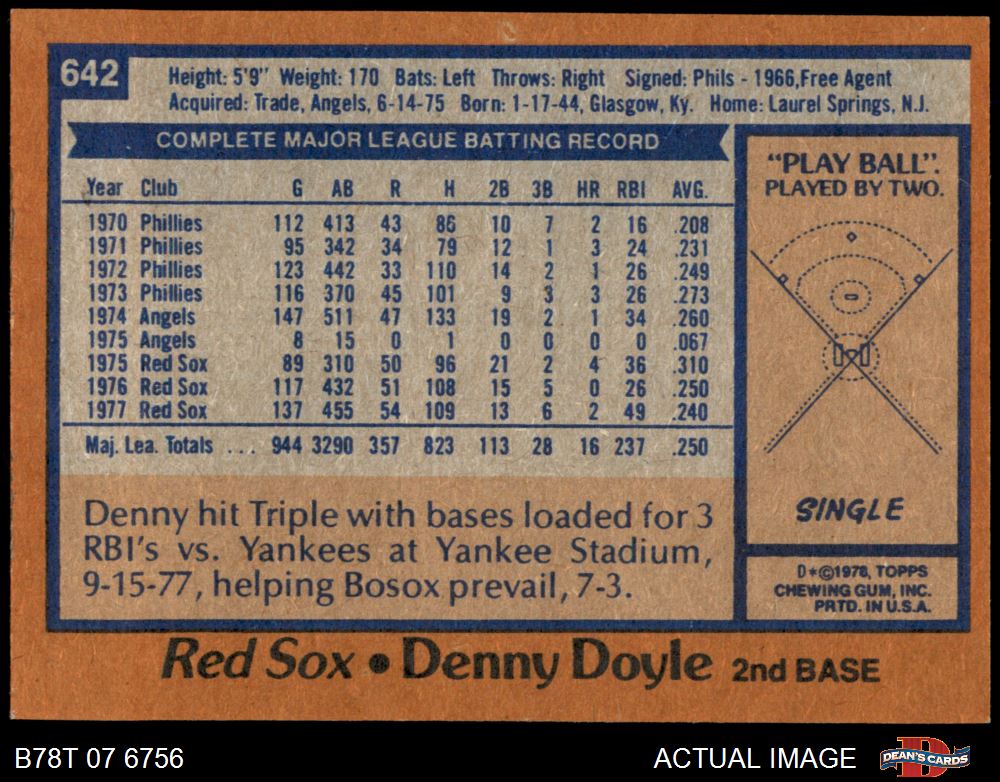 642
Height: 5'9" Weight: 170 Bats: Left Throws: Right Signed: Phils - 1966,Free Agent
Acquired: Trade, Angels, 6-14-75 Born: 1-17-44, Glasgow, Ky. Home: Laurel Springs, N.J.
COMPLETE MAJOR LEAGUE BATTING RECORD
Year Club G AB R H 2B 3B HR RBI AVG.
1970 Phillies 112 413 43 86 10 7 2 16 .208
1971 Phillies 95 342 34 79 12 1 3 24 .231
1972 Phillies 123 442 33 110 14 2 1 26 .249
1973 Phillies 116 370 45 101 9 3 3 26 .273
1974 Angels 147 511 47 133 19 2 1 34 .260
1975 Angels 8 15 0 1 0 0 0 0 .067
1975 Red Sox 89 310 50 96 21 2 4 36 .310
1976 Red Sox 117 432 51 108 15 5 0 26 .250
1977 Red Sox 137 455 54 109 13 6 2 49 .240
Maj. Lea. Totals ... 944 3290 357 823 113 28 16 237 .250
Denny hit Triple with bases loaded for 3
RBI's vs. Yankees at Yankee Stadium,
9-15-77, helping Bosox prevail, 7-3.
"PLAY BALL".
PLAYED BY TWO.
SINGLE
D*©1978, TOPPS
CHEWING GUM, INC.
PRTD. IN U.S.A.
Red Sox • Denny Doyle 2nd BASE
B78T 07 6756
ACTUAL IMAGE
DEAN'S CARDS